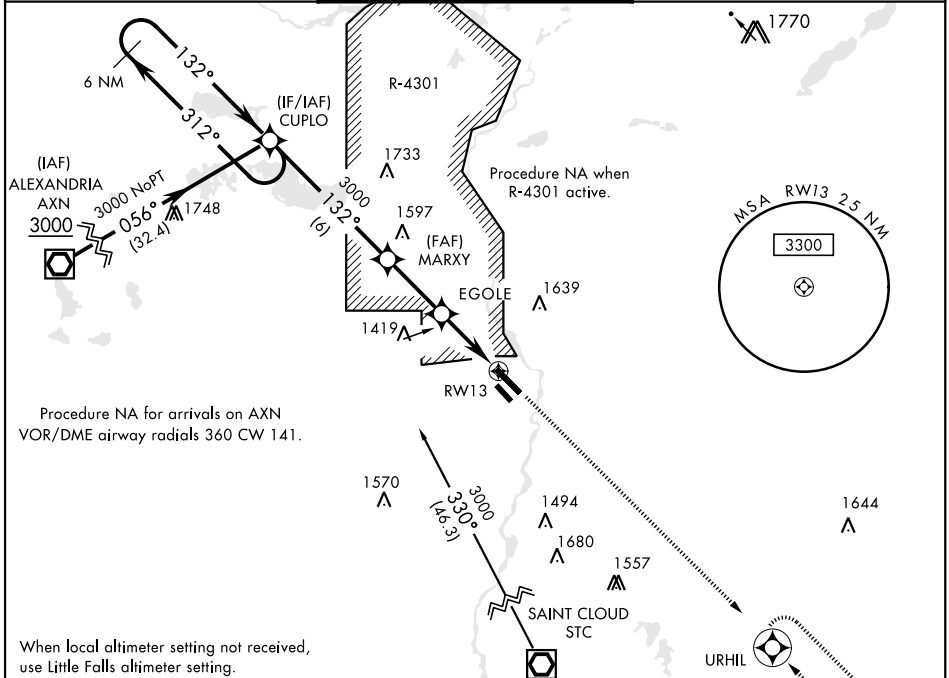 1770
132°
6 NM
R-4301
312°
(IF/IAF)
CUPLO
(IAF)
ALEXANDRIA
AXN
3000
3000 NoPT
056°
(32.4)
1748
1733
3000
132°
(6)
1597
Procedure NA when
R-4301 active.
MSA RW13 25 NM
3300
(FAF)
MARXY
EGOLE
1639
1419
RW13
Procedure NA for arrivals on AXN
VOR/DME airway radials 360 CW 141.
1570
3000
330°
(46.3)
1494
1680
1557
1644
SAINT CLOUD
STC
URHIL
When local altimeter setting not received,
use Little Falls altimeter setting.